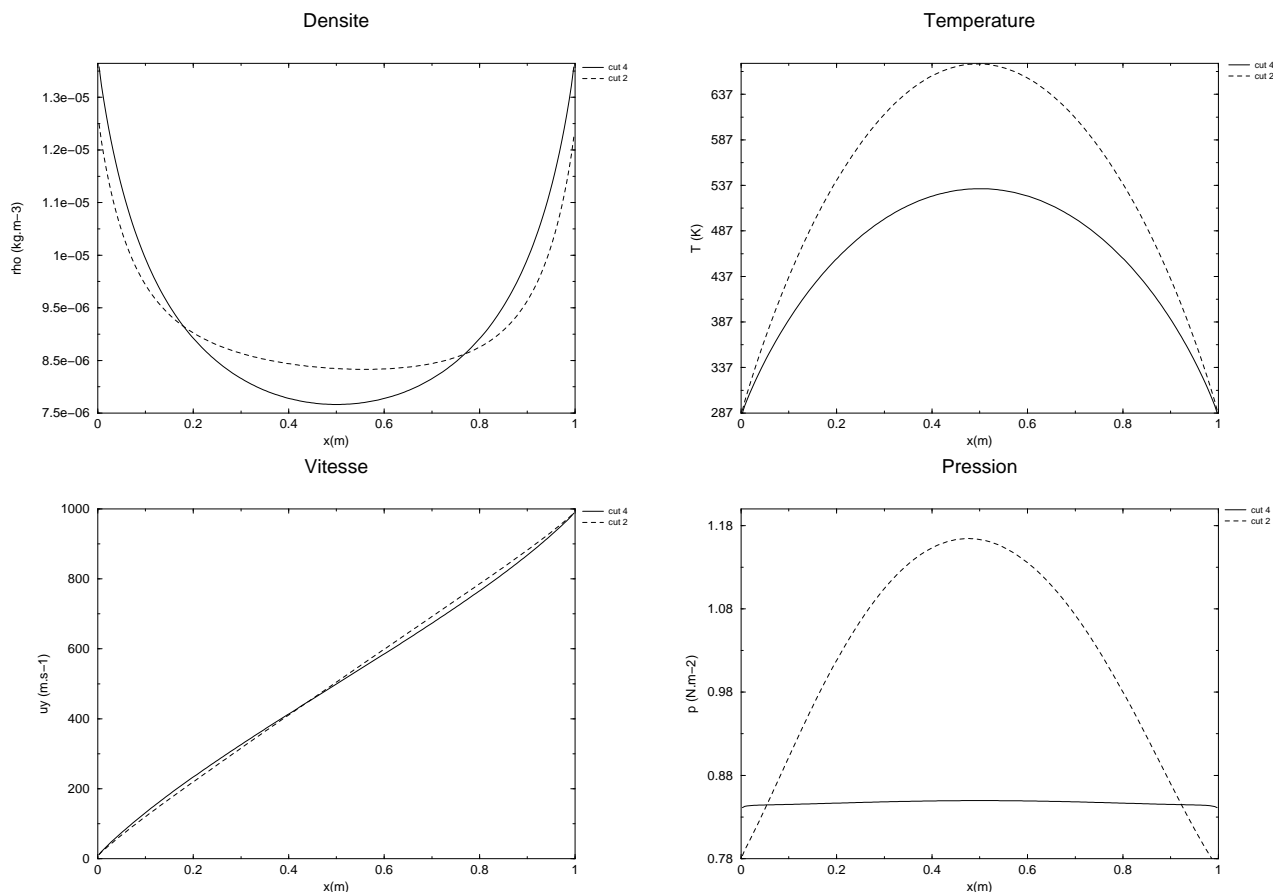 Densite
cut 4
cut 2
1.3e−05
1.2e−05
1.1e−05
1e−05
9.5e−06
8.5e−06
7.5e−06
rho (kg.m−3)
0
0.2
0.4
0.6
0.8
1
x(m)
Temperature
cut 4
cut 2
637
587
537
487
437
387
337
287
T (K)
0
0.2
0.4
0.6
0.8
1
x(m)
Vitesse
cut 4
cut 2
1000
800
600
400
200
0
uy (m.s−1)
0
0.2
0.4
0.6
0.8
1
x(m)
Pression
cut 4
cut 2
1.18
1.08
0.98
0.88
0.78
p (N.m−2)
0
0.2
0.4
0.6
0.8
1
x(m)